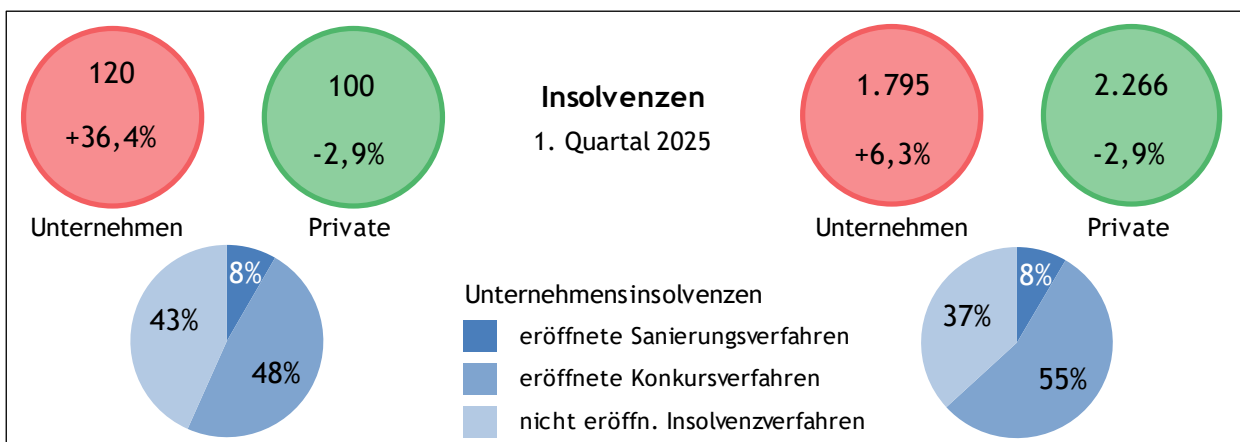 120
+36,4%
Unternehmen
100
-2,9%
Private
Insolvenzen
1. Quartal 2025
1.795
+6,3%
Unternehmen
2.266
-2,9%
Private
8%
43%
48%
Unternehmensinsolvenzen
eröffnete Sanierungsverfahren
eröffnete Konkursverfahren
nicht eröffn. Insolvenzverfahren
8%
37%
55%